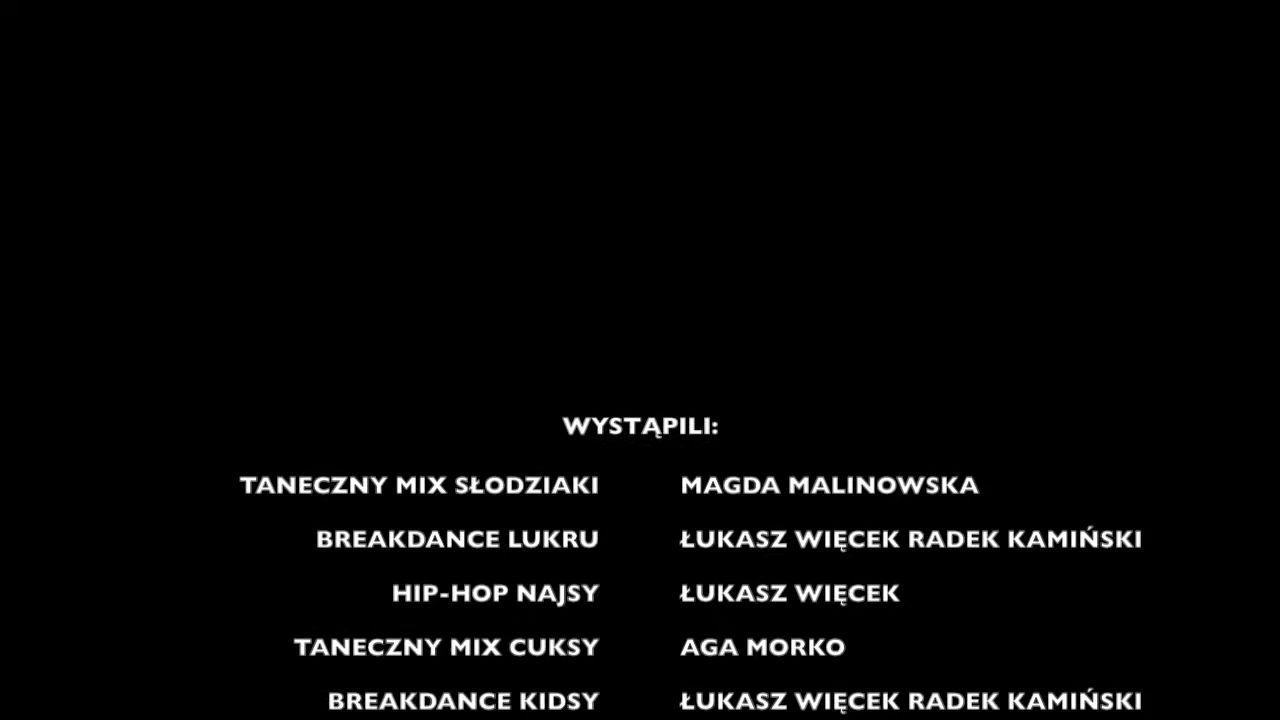 WYSTĄPILI:
TANECZNY MIX SŁODZIAKI MAGDA MALINOWSKA
BREAKDANCE LUKRU ŁUKASZ WIĘCEK RADEK KAMIŃSKI
HIP-HOP NAJSY ŁUKASZ WIĘCEK
TANECZNY MIX CUKSY AGA MORKO
BREAKDANCE KIDSY ŁUKASZ WIĘCEK RADEK KAMIŃSKI